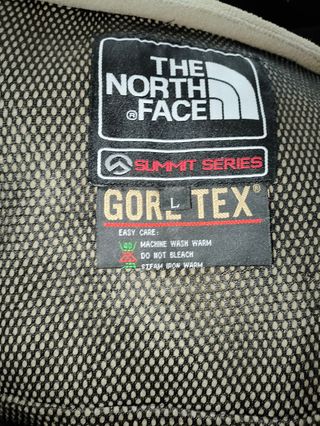 THE
NORTH
FACE®
SUMMIT SERIES
GORE-TEX®
L
EASY CARE:
MACHINE WASH WARM
DO NOT BLEACH
STEAM IRON WARM